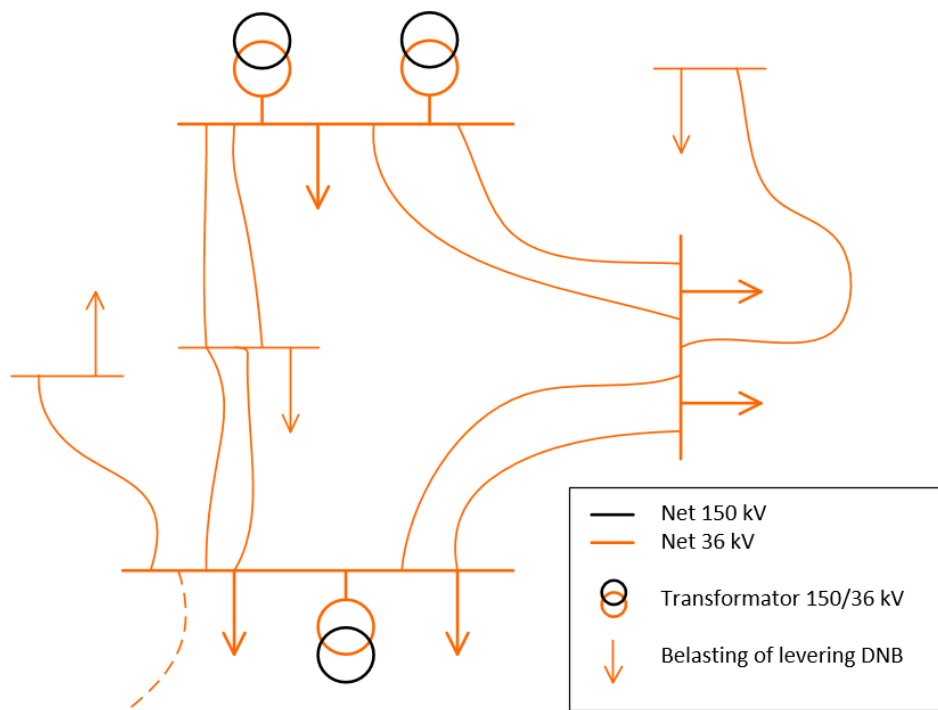 Net 150 kV
Net 36 kV
Transformator 150/36 kV
Belasting of levering DNB